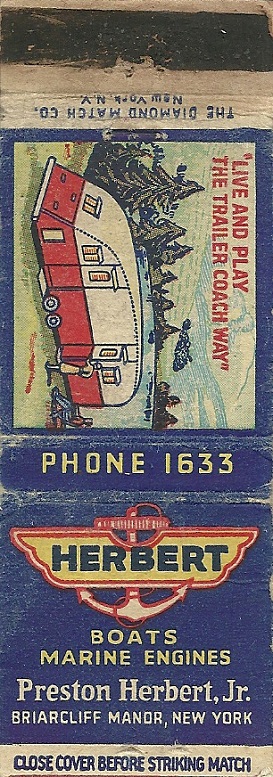 THE DIAMOND MATCH CO.
New York, N.Y.
"LIVE AND PLAY
THE TRAILER COACH WAY"
PHONE 1633
HERBERT
BOATS
MARINE ENGINES
Preston Herbert, Jr.
BRIARCLIFF MANOR, NEW YORK
CLOSE COVER BEFORE STRIKING MATCH